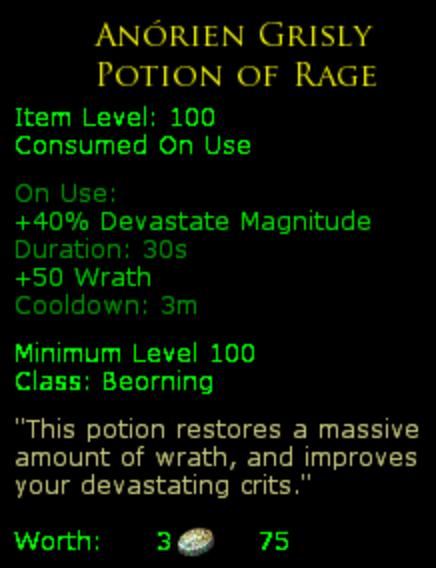 Anórien Grisly
Potion of Rage
Item Level: 100
Consumed On Use
On Use:
+40% Devastate Magnitude
Duration: 30s
+50 Wrath
Cooldown: 3m
Minimum Level 100
Class: Beorning
"This potion restores a massive
amount of wrath, and improves
your devastating crits."
Worth: 3 75